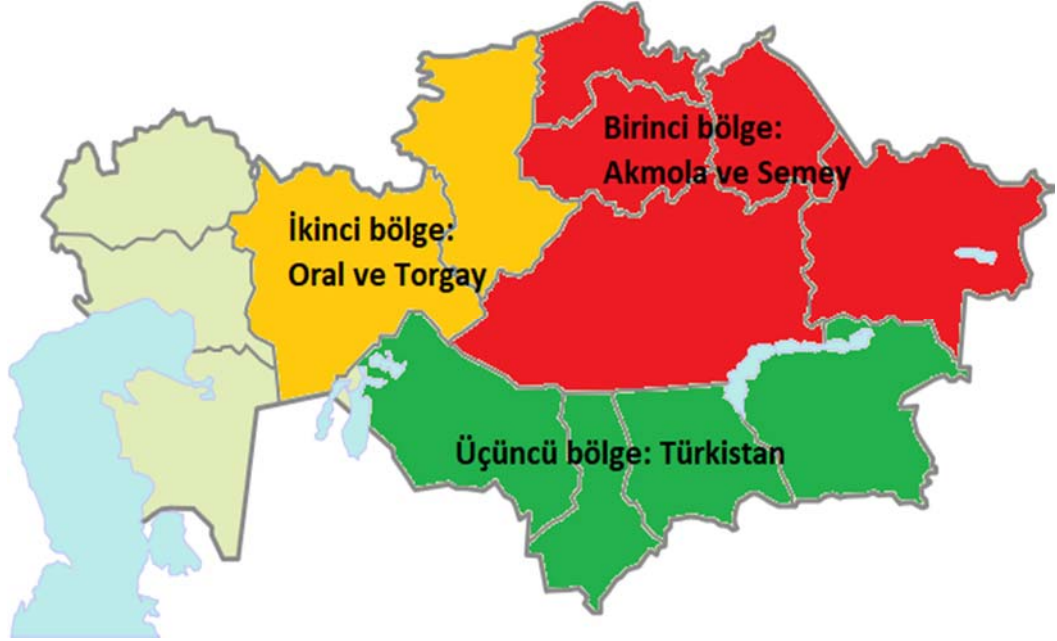 Birinci bölge:
Akmola ve Semey
İkinci bölge:
Oral ve Torgay
Üçüncü bölge: Türkistan